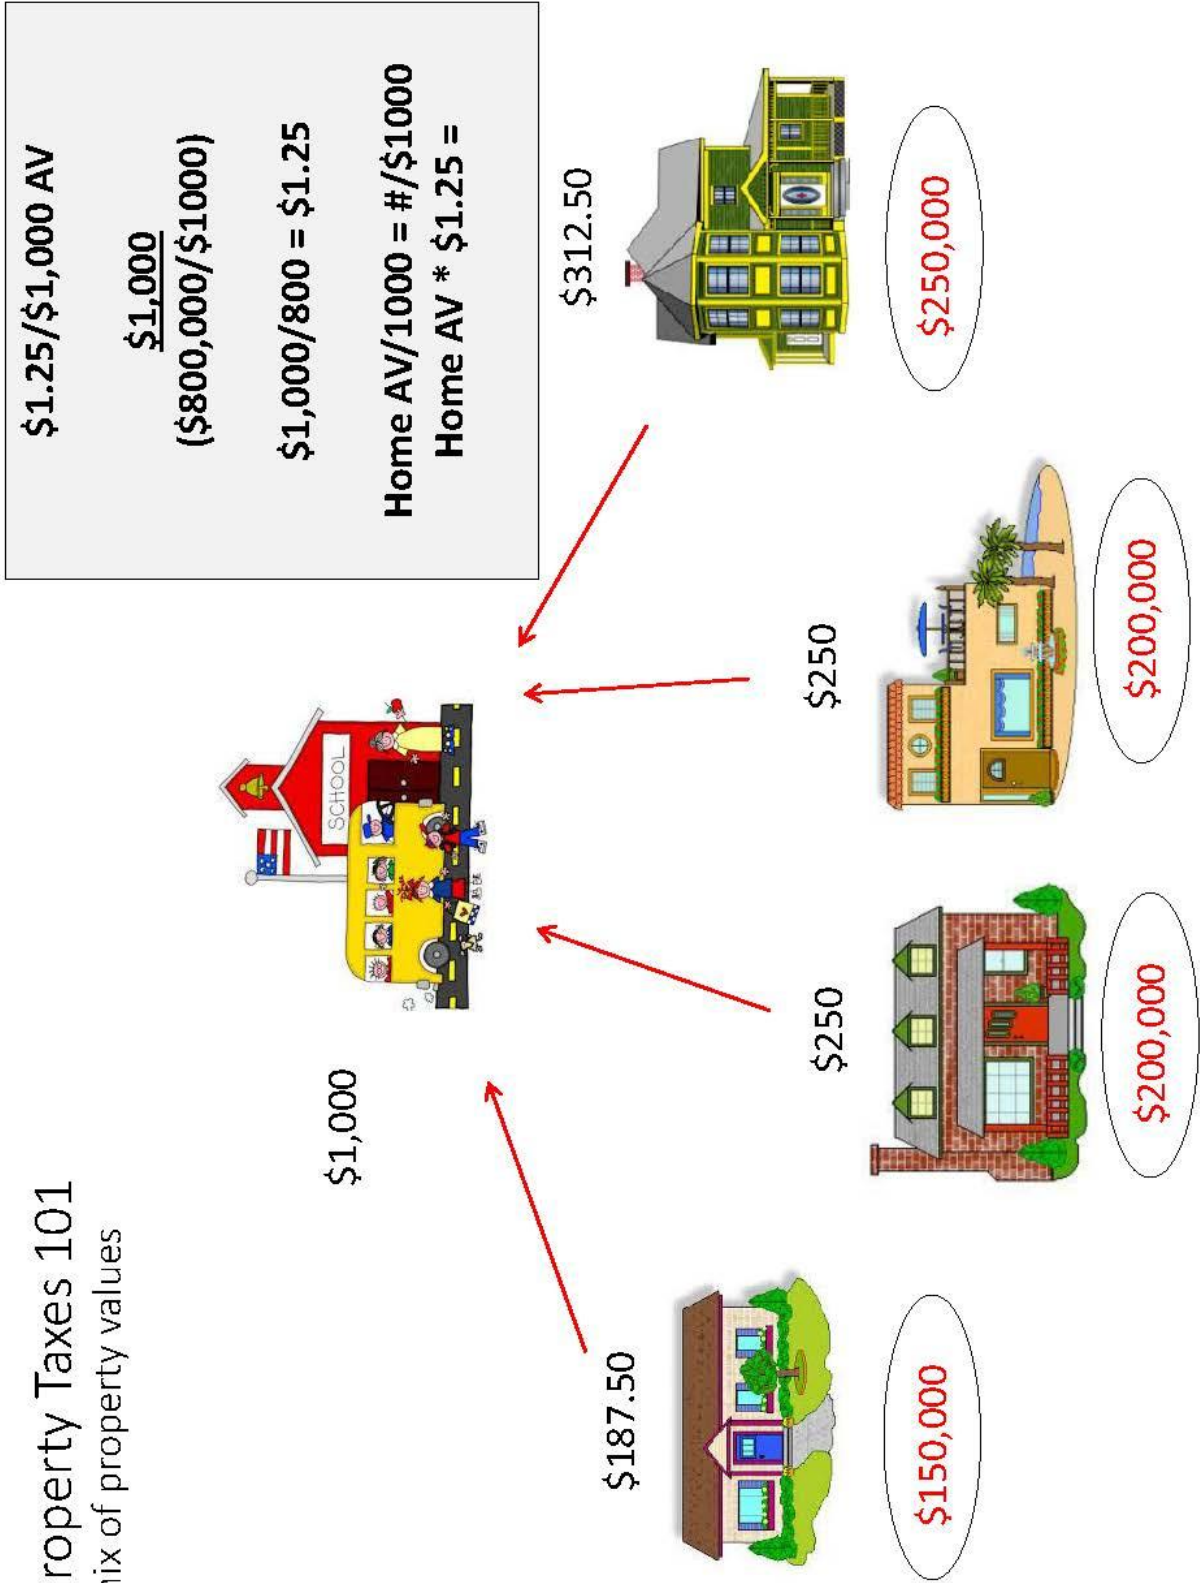 roperty Taxes 101
ix of property values
$1.25/$1,000 AV
$1,000
($800,000/$1000)
$1,000/800 = $1.25
Home AV/1000 = #/$1000
Home AV * $1.25 =
$1,000
SCHOOL
$187.50
$250
$250
$312.50
$150,000
$200,000
$200,000
$250,000